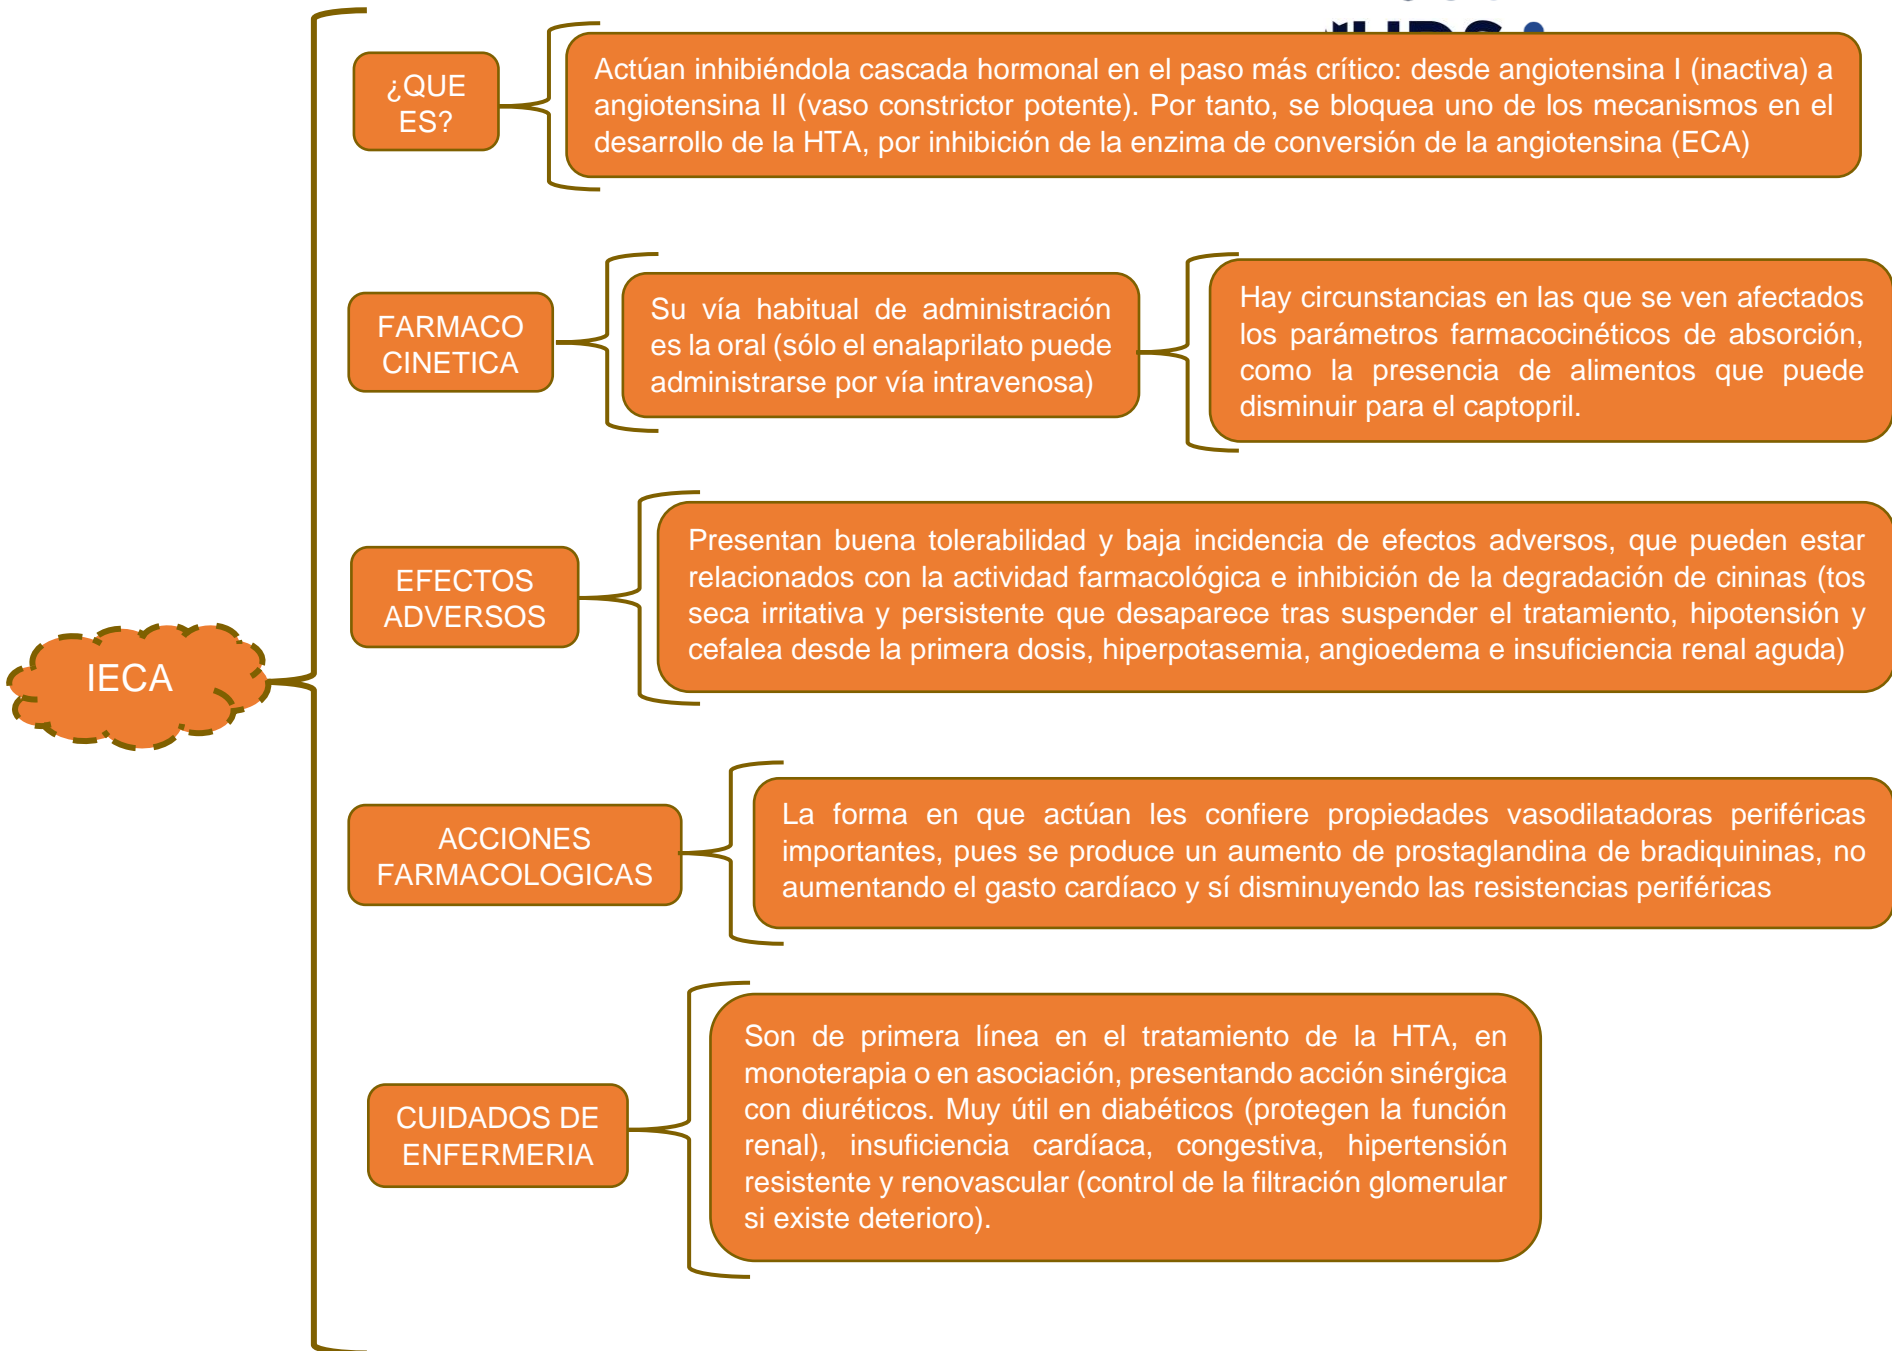 ¿QUE
ES?
Actúan inhibiéndola cascada hormonal en el paso más crítico: desde angiotensina I (inactiva) a
angiotensina II (vaso constrictor potente). Por tanto, se bloquea uno de los mecanismos en el
desarrollo de la HTA, por inhibición de la enzima de conversión de la angiotensina (ECA)
FARMACO
CINETICA
Su vía habitual de administración
es la oral (sólo el enalaprilato puede
administrarse por vía intravenosa)
Hay circunstancias en las que se ven afectados
los parámetros farmacocinéticos de absorción,
como la presencia de alimentos que puede
disminuir para el captopril.
EFECTOS
ADVERSOS
Presentan buena tolerabilidad y baja incidencia de efectos adversos, que pueden estar
relacionados con la actividad farmacológica e inhibición de la degradación de cininas (tos
seca irritativa y persistente que desaparece tras suspender el tratamiento, hipotensión y
cefalea desde la primera dosis, hiperpotasemia, angioedema e insuficiencia renal aguda)
IECA
ACCIONES
FARMACOLOGICAS
La forma en que actúan les confiere propiedades vasodilatadoras periféricas
importantes, pues se produce un aumento de prostaglandina de bradiquininas, no
aumentando el gasto cardíaco y sí disminuyendo las resistencias periféricas
CUIDADOS DE
ENFERMERIA
Son de primera línea en el tratamiento de la HTA, en
monoterapia o en asociación, presentando acción sinérgica
con diuréticos. Muy útil en diabéticos (protegen la función
renal), insuficiencia cardíaca, congestiva, hipertensión
resistente y renovascular (control de la filtración glomerular
si existe deterioro).